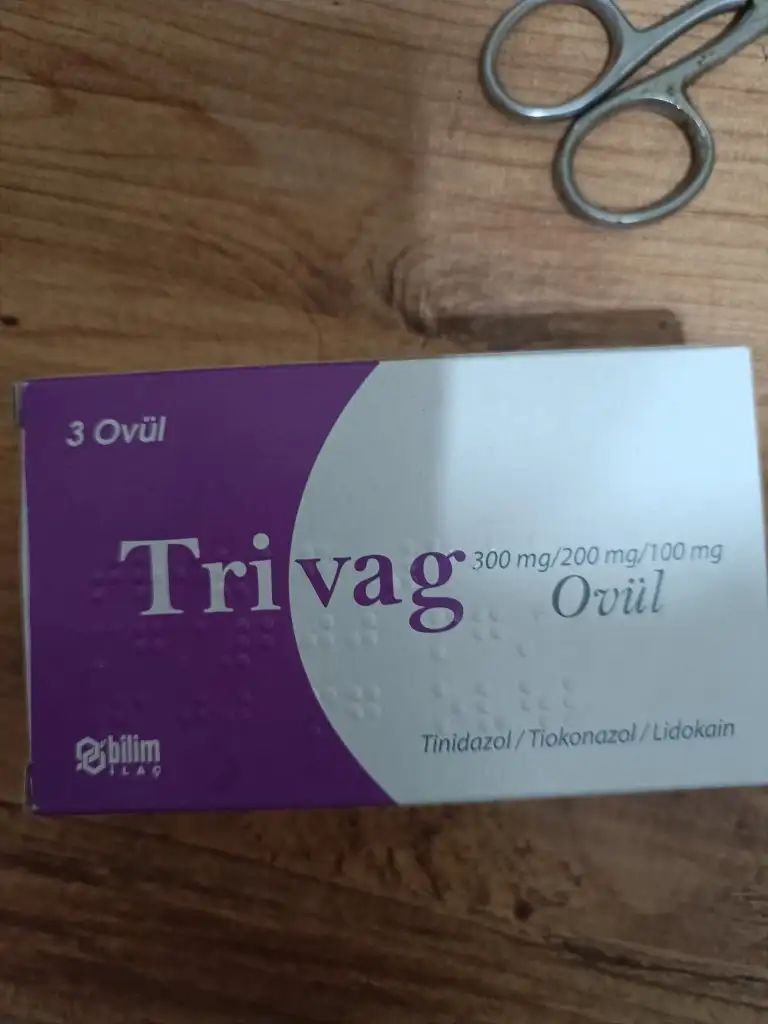 3 Ovül
Trivag 300 mg/200 mg/100 mg
Ovül
bilim
İLAÇ
Tinidazol / Tiokonazol / Lidokain